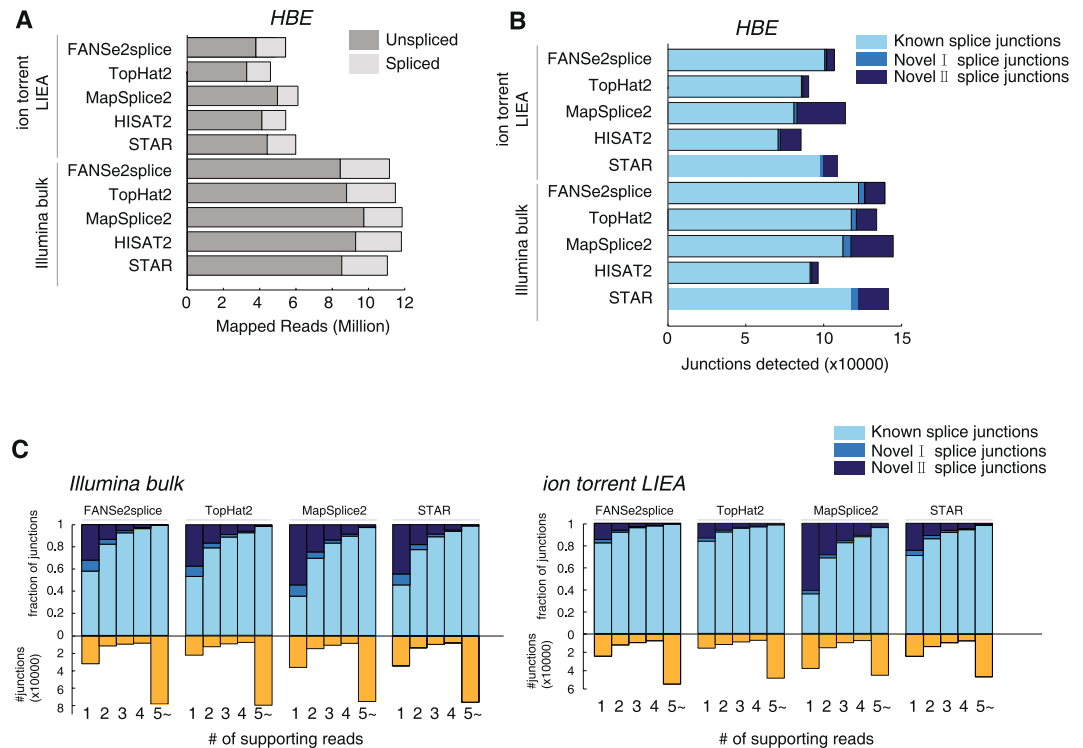 A
HBE
Unspliced
Spliced
ion torrent
LIEA
FANSe2splice
TopHat2
MapSplice2
HISAT2
STAR
Illumina bulk
FANSe2splice
TopHat2
MapSplice2
HISAT2
STAR
0 2 4 6 8 10 12
Mapped Reads (Million)
B
HBE
Known splice junctions
Novel Ⅰ splice junctions
Novel Ⅱ splice junctions
ion torrent
LIEA
FANSe2splice
TopHat2
MapSplice2
HISAT2
STAR
Illumina bulk
FANSe2splice
TopHat2
MapSplice2
HISAT2
STAR
0 5 10 15
Junctions detected (x10000)
C
Known splice junctions
Novel Ⅰ splice junctions
Novel Ⅱ splice junctions
Illumina bulk
FANSe2splice TopHat2 MapSplice2 STAR
fraction of junctions
1
0.8
0.6
0.4
0.2
0
#junctions
(x10000)
2
4
6
8
1 2 3 4 5~ 1 2 3 4 5~ 1 2 3 4 5~ 1 2 3 4 5~
# of supporting reads
ion torrent LIEA
FANSe2splice TopHat2 MapSplice2 STAR
fraction of junctions
1
0.8
0.6
0.4
0.2
0
#junctions
(x10000)
2
4
6
1 2 3 4 5~ 1 2 3 4 5~ 1 2 3 4 5~ 1 2 3 4 5~
# of supporting reads